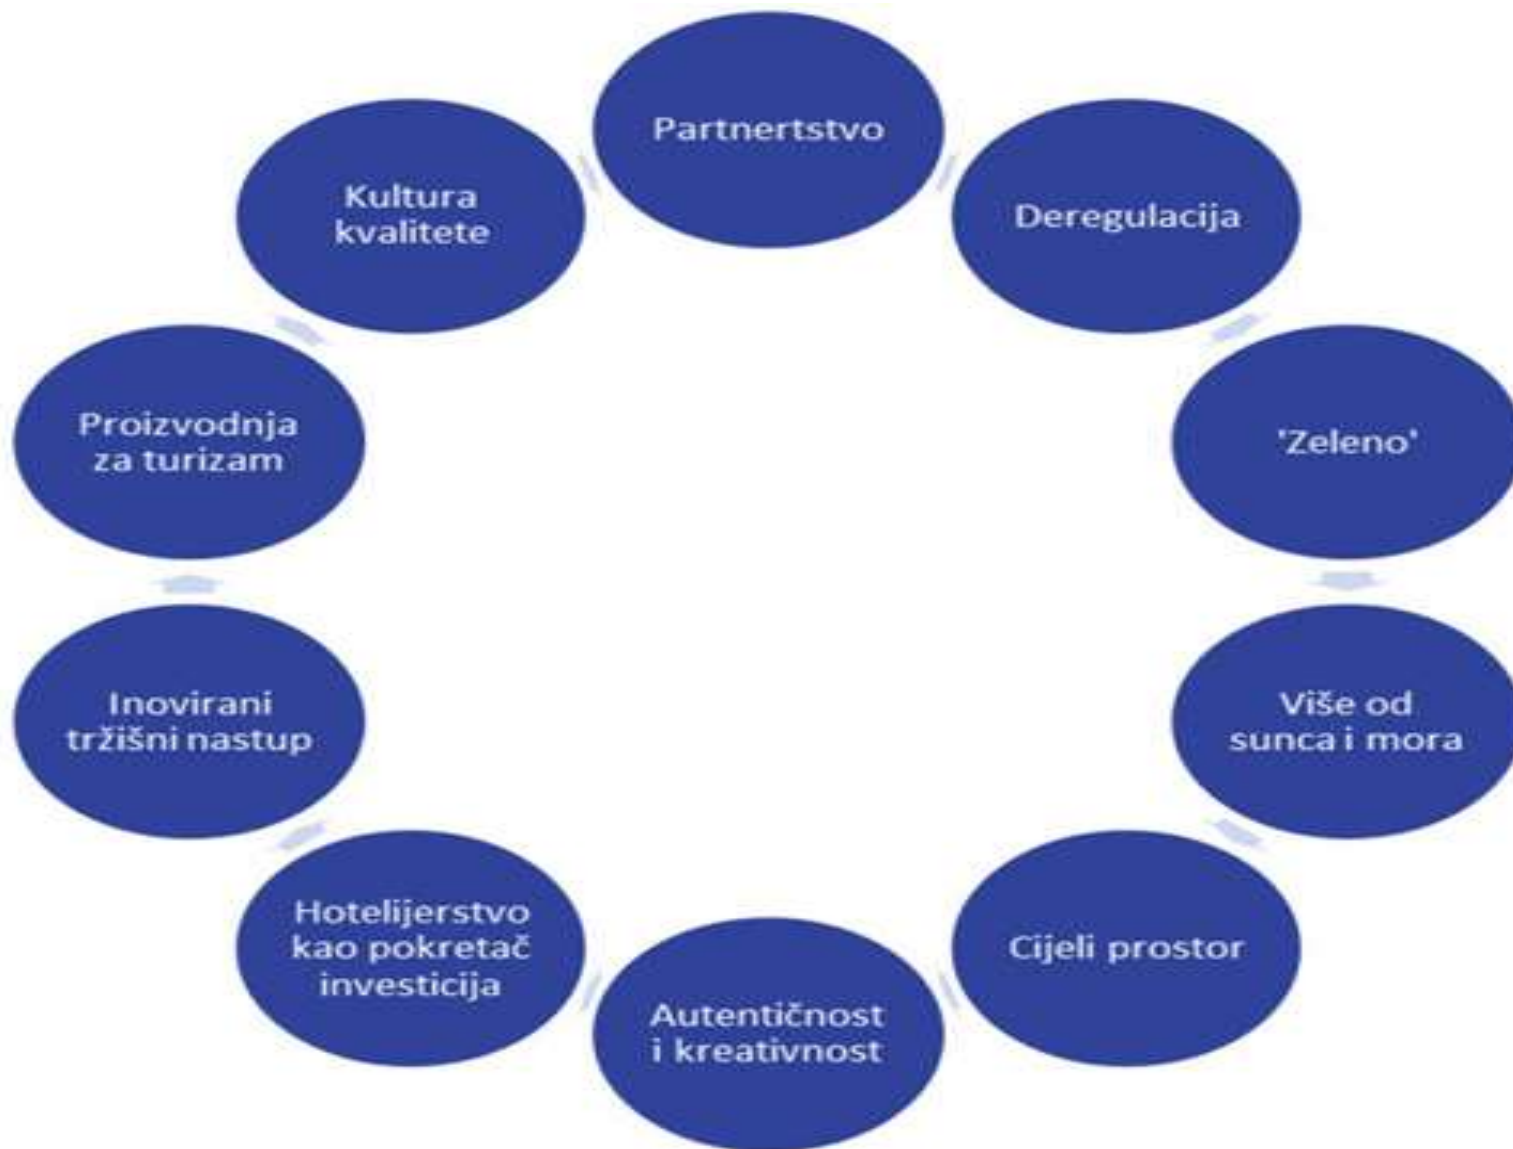 Partnertstvo
Deregulacija
'Zeleno'
Više od
sunca i mora
Cijeli prostor
Autentičnost
i kreativnost
Hotelijerstvo
kao pokretač
investicija
Inovirani
tržišni nastup
Proizvodnja
za turizam
Kultura
kvalitete